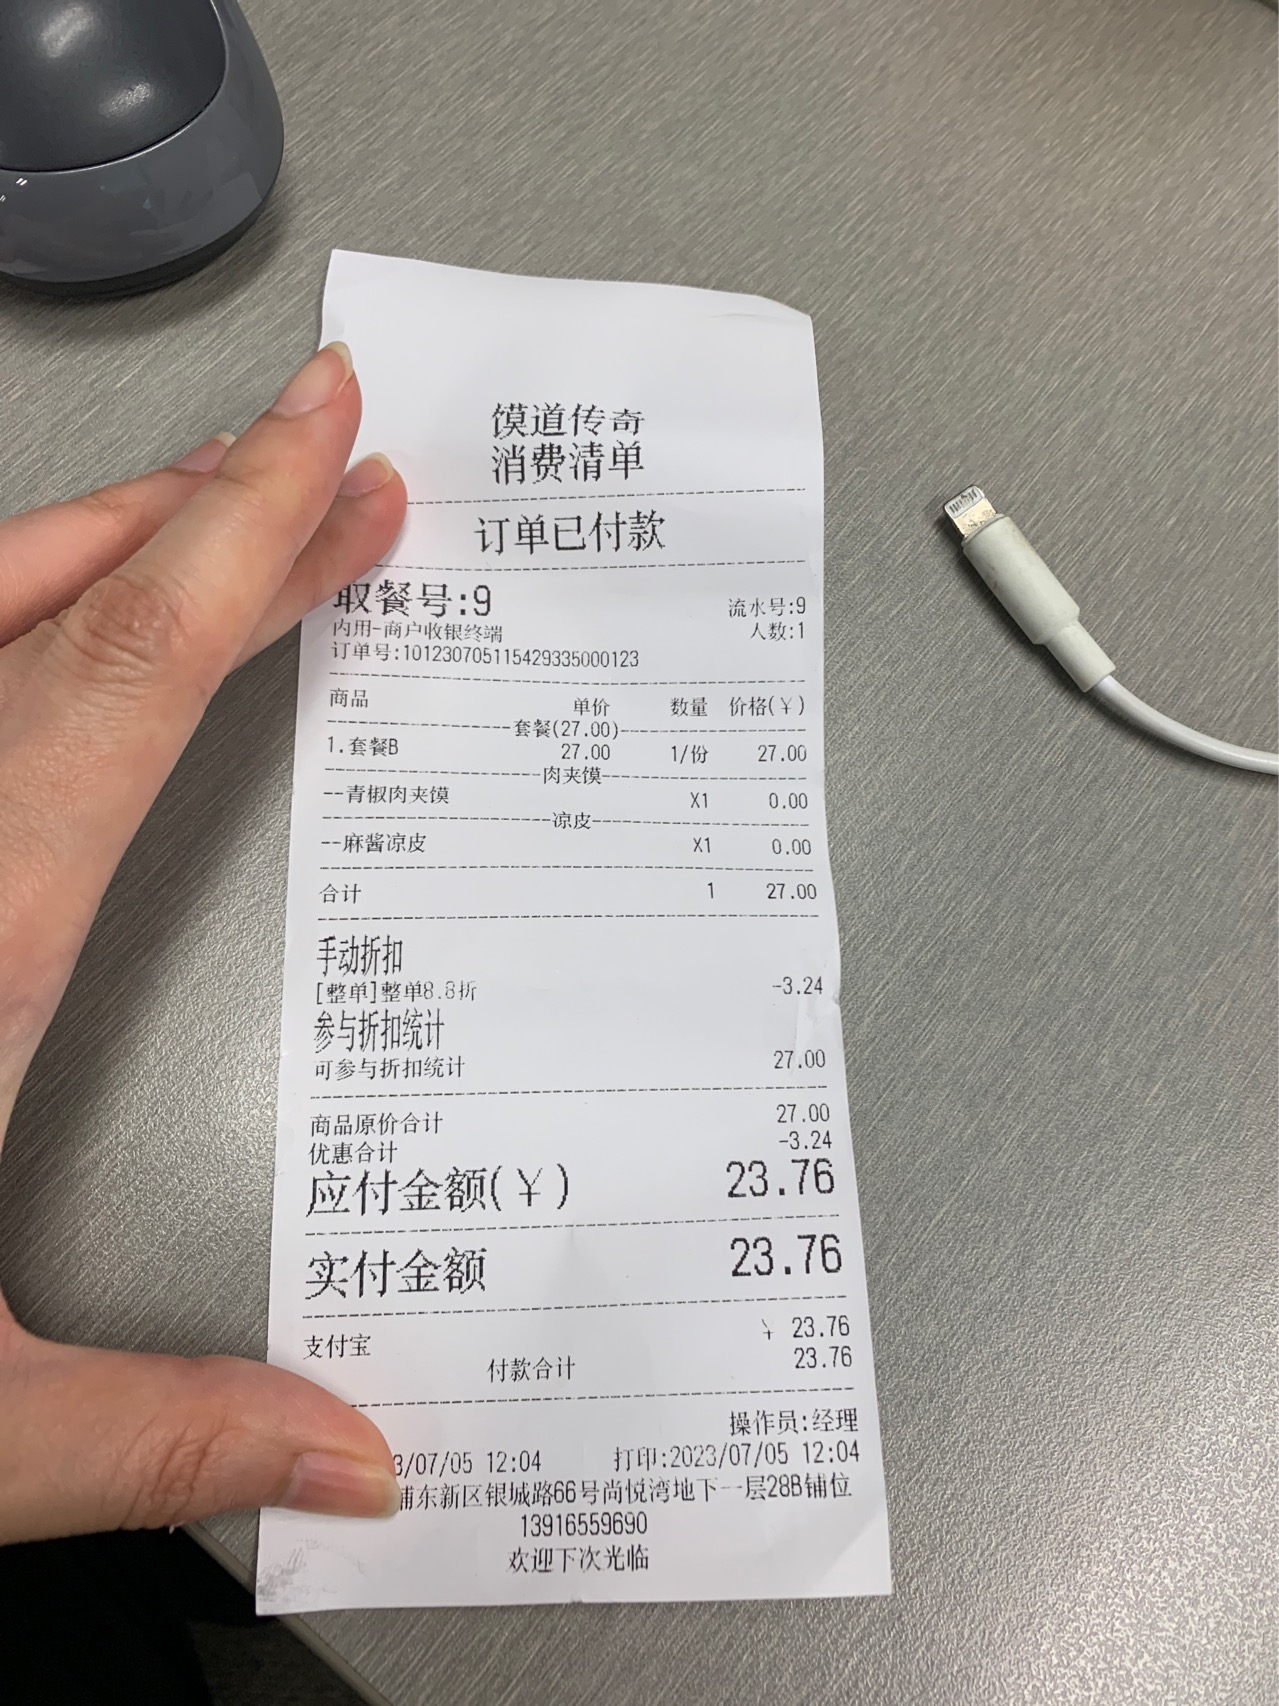 馍道传奇
消费清单
订单已付款
取餐号:9
流水号:9
内用-商户收银终端
人数:1
订单号:101230705115429335000123
商品 单价 数量 价格(¥)
套餐(27.00)
1.套餐B 27.00 1/份 27.00
肉夹馍
--青椒肉夹馍 X1 0.00
凉皮
--麻酱凉皮 X1 0.00
合计 1 27.00
手动折扣
[整单]整单8.8折 -3.24
参与折扣统计
可参与折扣统计 27.00
商品原价合计 27.00
优惠合计 -3.24
应付金额(¥) 23.76
实付金额 23.76
支付宝 ¥ 23.76
付款合计 23.76
操作员:经理
3/07/05 12:04 打印:2023/07/05 12:04
浦东新区银城路66号尚悦湾地下一层28B铺位
13916559690
欢迎下次光临